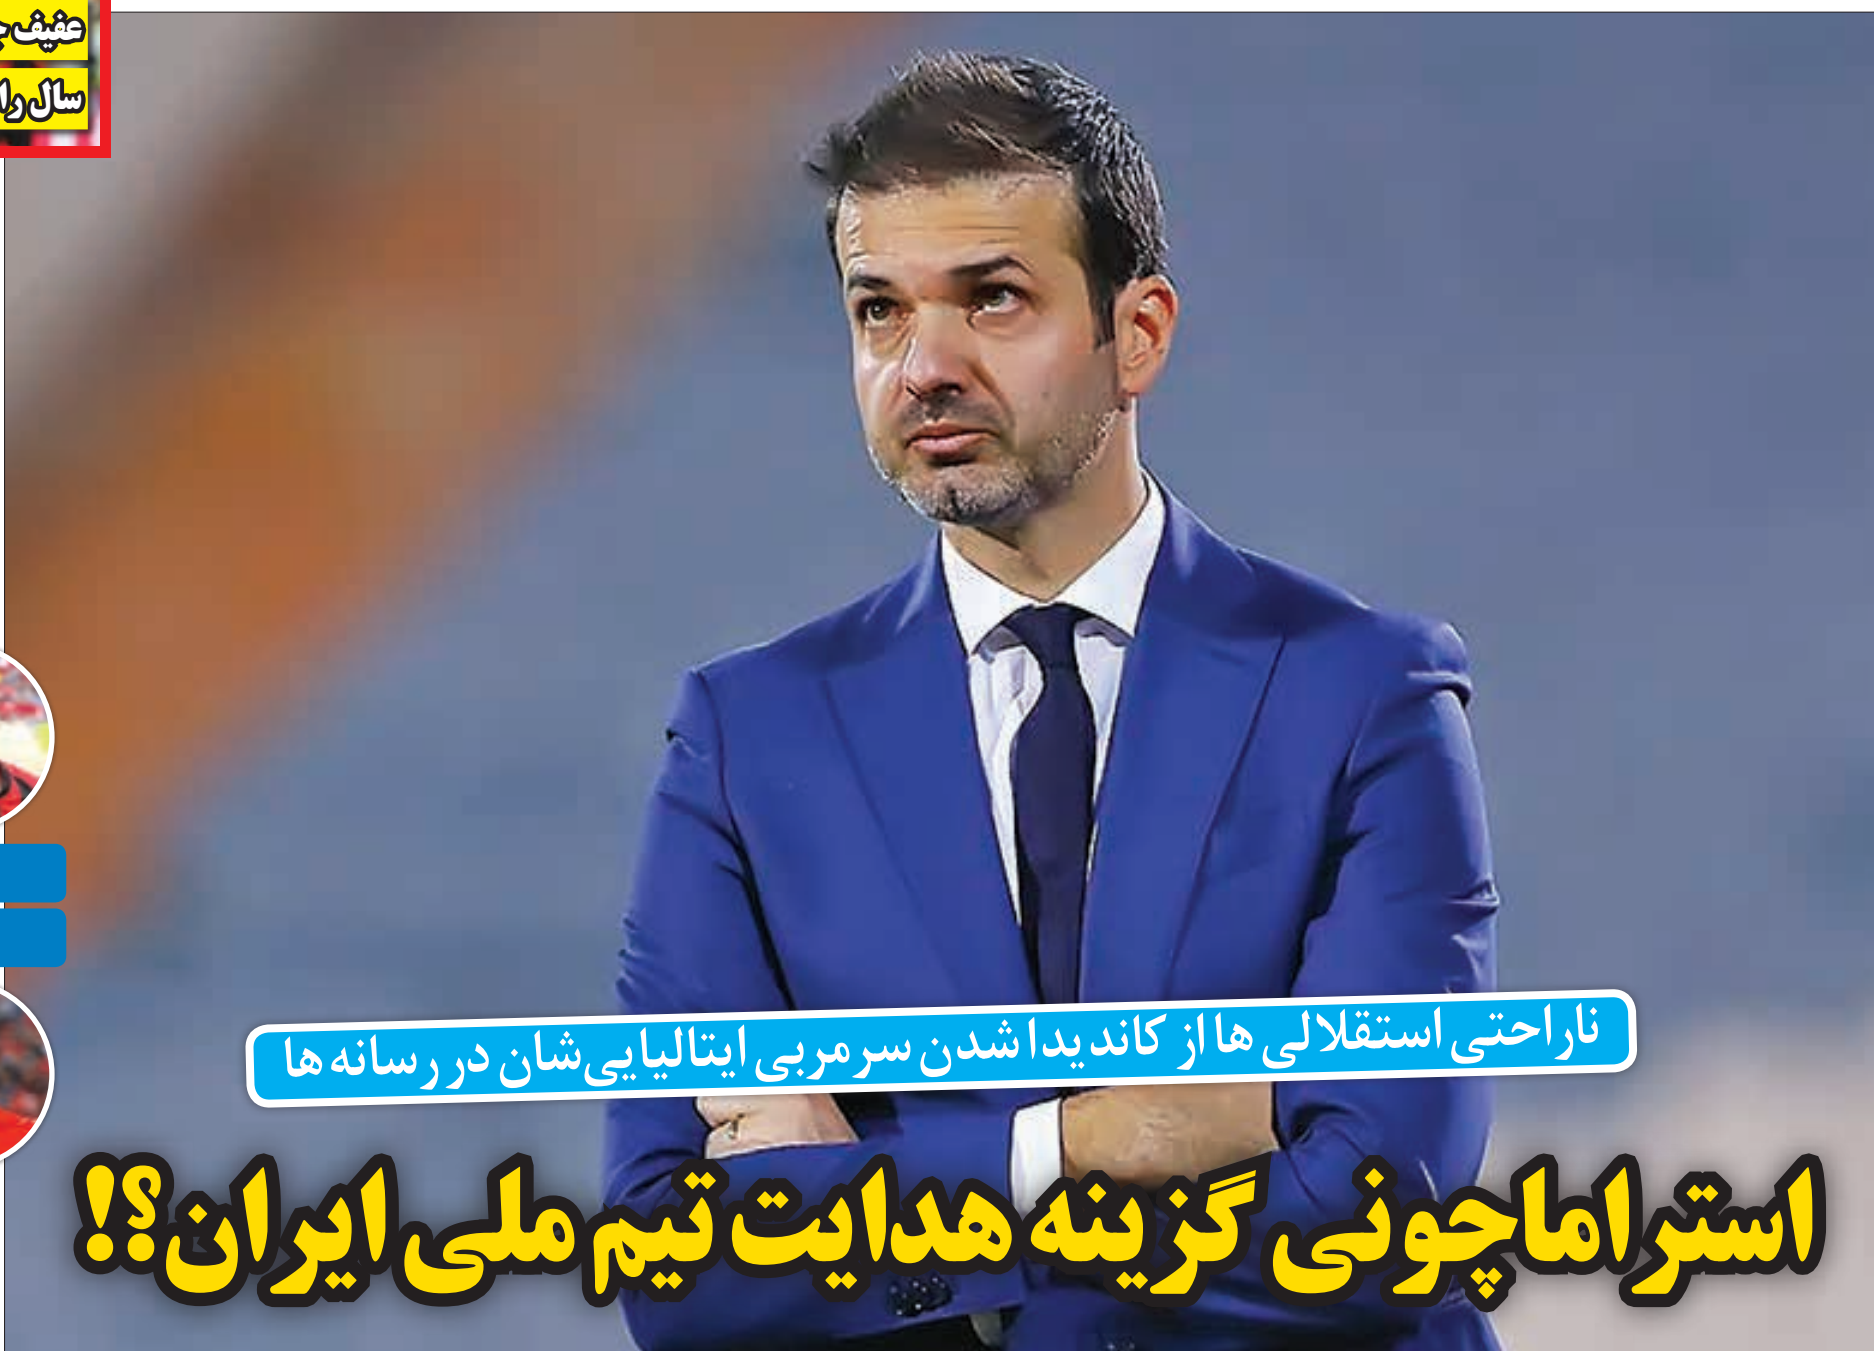 عفیف
سال را
ناراحتی استقلالی ها از کاندیدا شدن سرمربی ایتالیایی‌شان در رسانه ها
استراماچونی گزینه هدایت تیم ملی ایران؟!